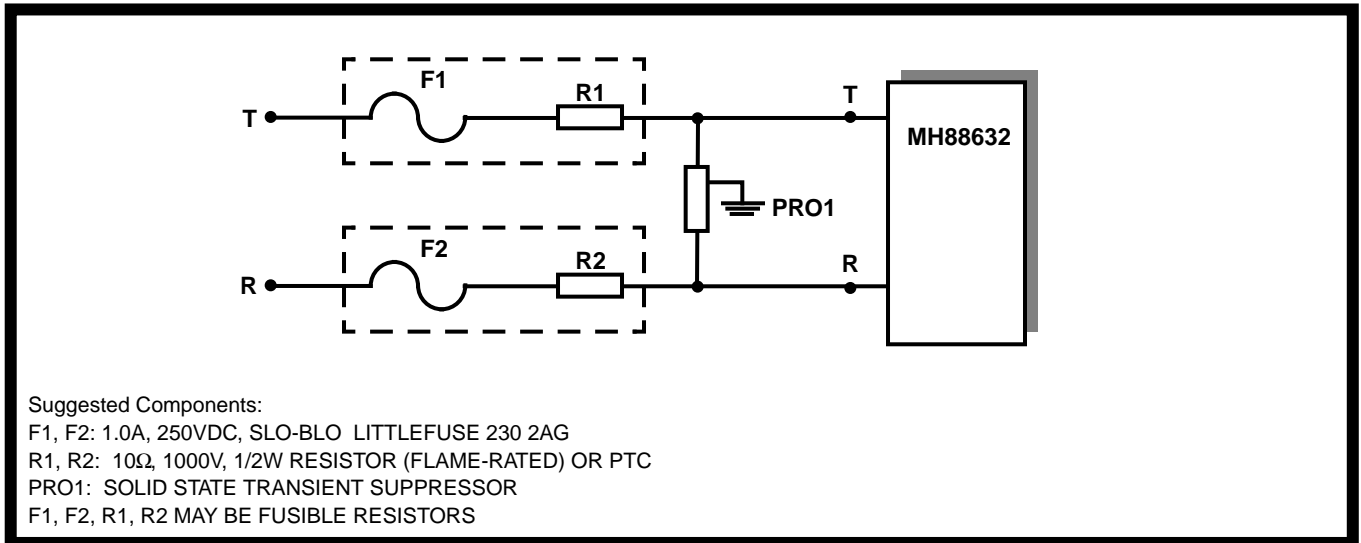 F1
R1
T
T
MH88632
PRO1
F2
R2
R
R
Suggested Components:
F1, F2: 1.0A, 250VDC, SLO-BLO LITTLEFUSE 230 2AG
R1, R2: 10Ω, 1000V, 1/2W RESISTOR (FLAME-RATED) OR PTC
PRO1: SOLID STATE TRANSIENT SUPPRESSOR
F1, F2, R1, R2 MAY BE FUSIBLE RESISTORS